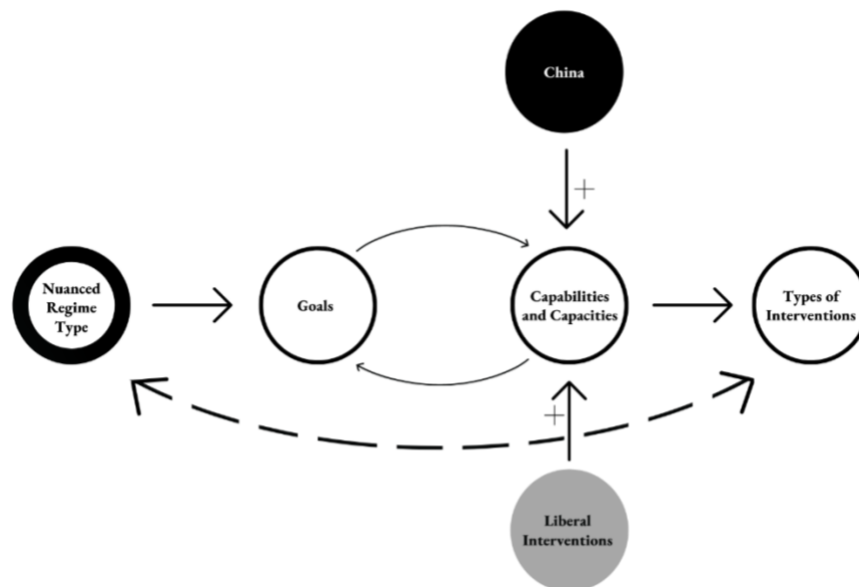 China
+
Nuanced
Regime
Type
Goals
Capabilities
and Capacities
Types of
Interventions
+
Liberal
Interventions